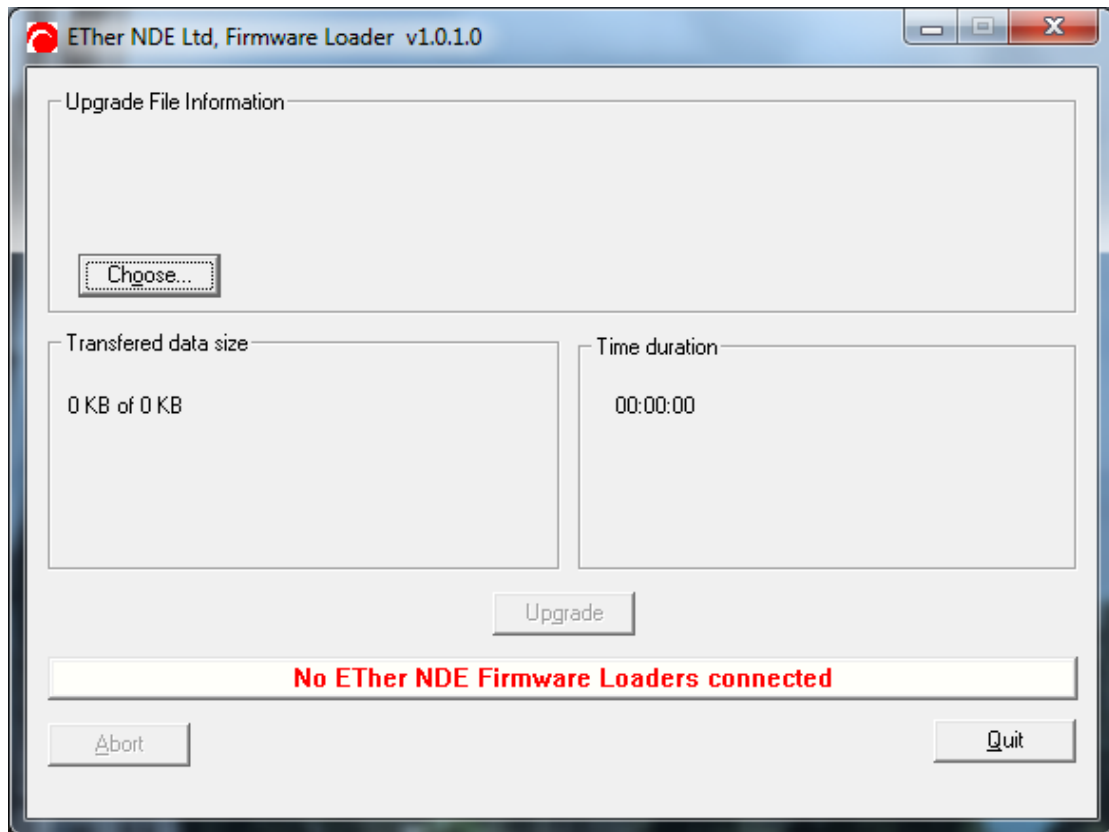 ETher NDE Ltd, Firmware Loader v1.0.1.0
Upgrade File Information
Choose...
Transfered data size
Time duration
0 KB of 0 KB
00:00:00
Upgrade
No ETher NDE Firmware Loaders connected
Abort
Quit